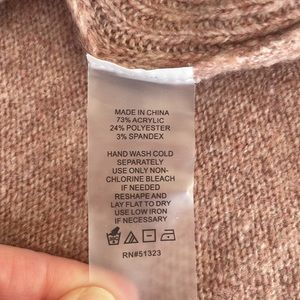 MADE IN CHINA
73% ACRYLIC
24% POLYESTER
3% SPANDEX
HAND WASH COLD
SEPARATELY
USE ONLY NON-
CHLORINE BLEACH
IF NEEDED
RESHAPE AND
LAY FLAT TO DRY
USE LOW IRON
IF NECESSARY
RN#51323